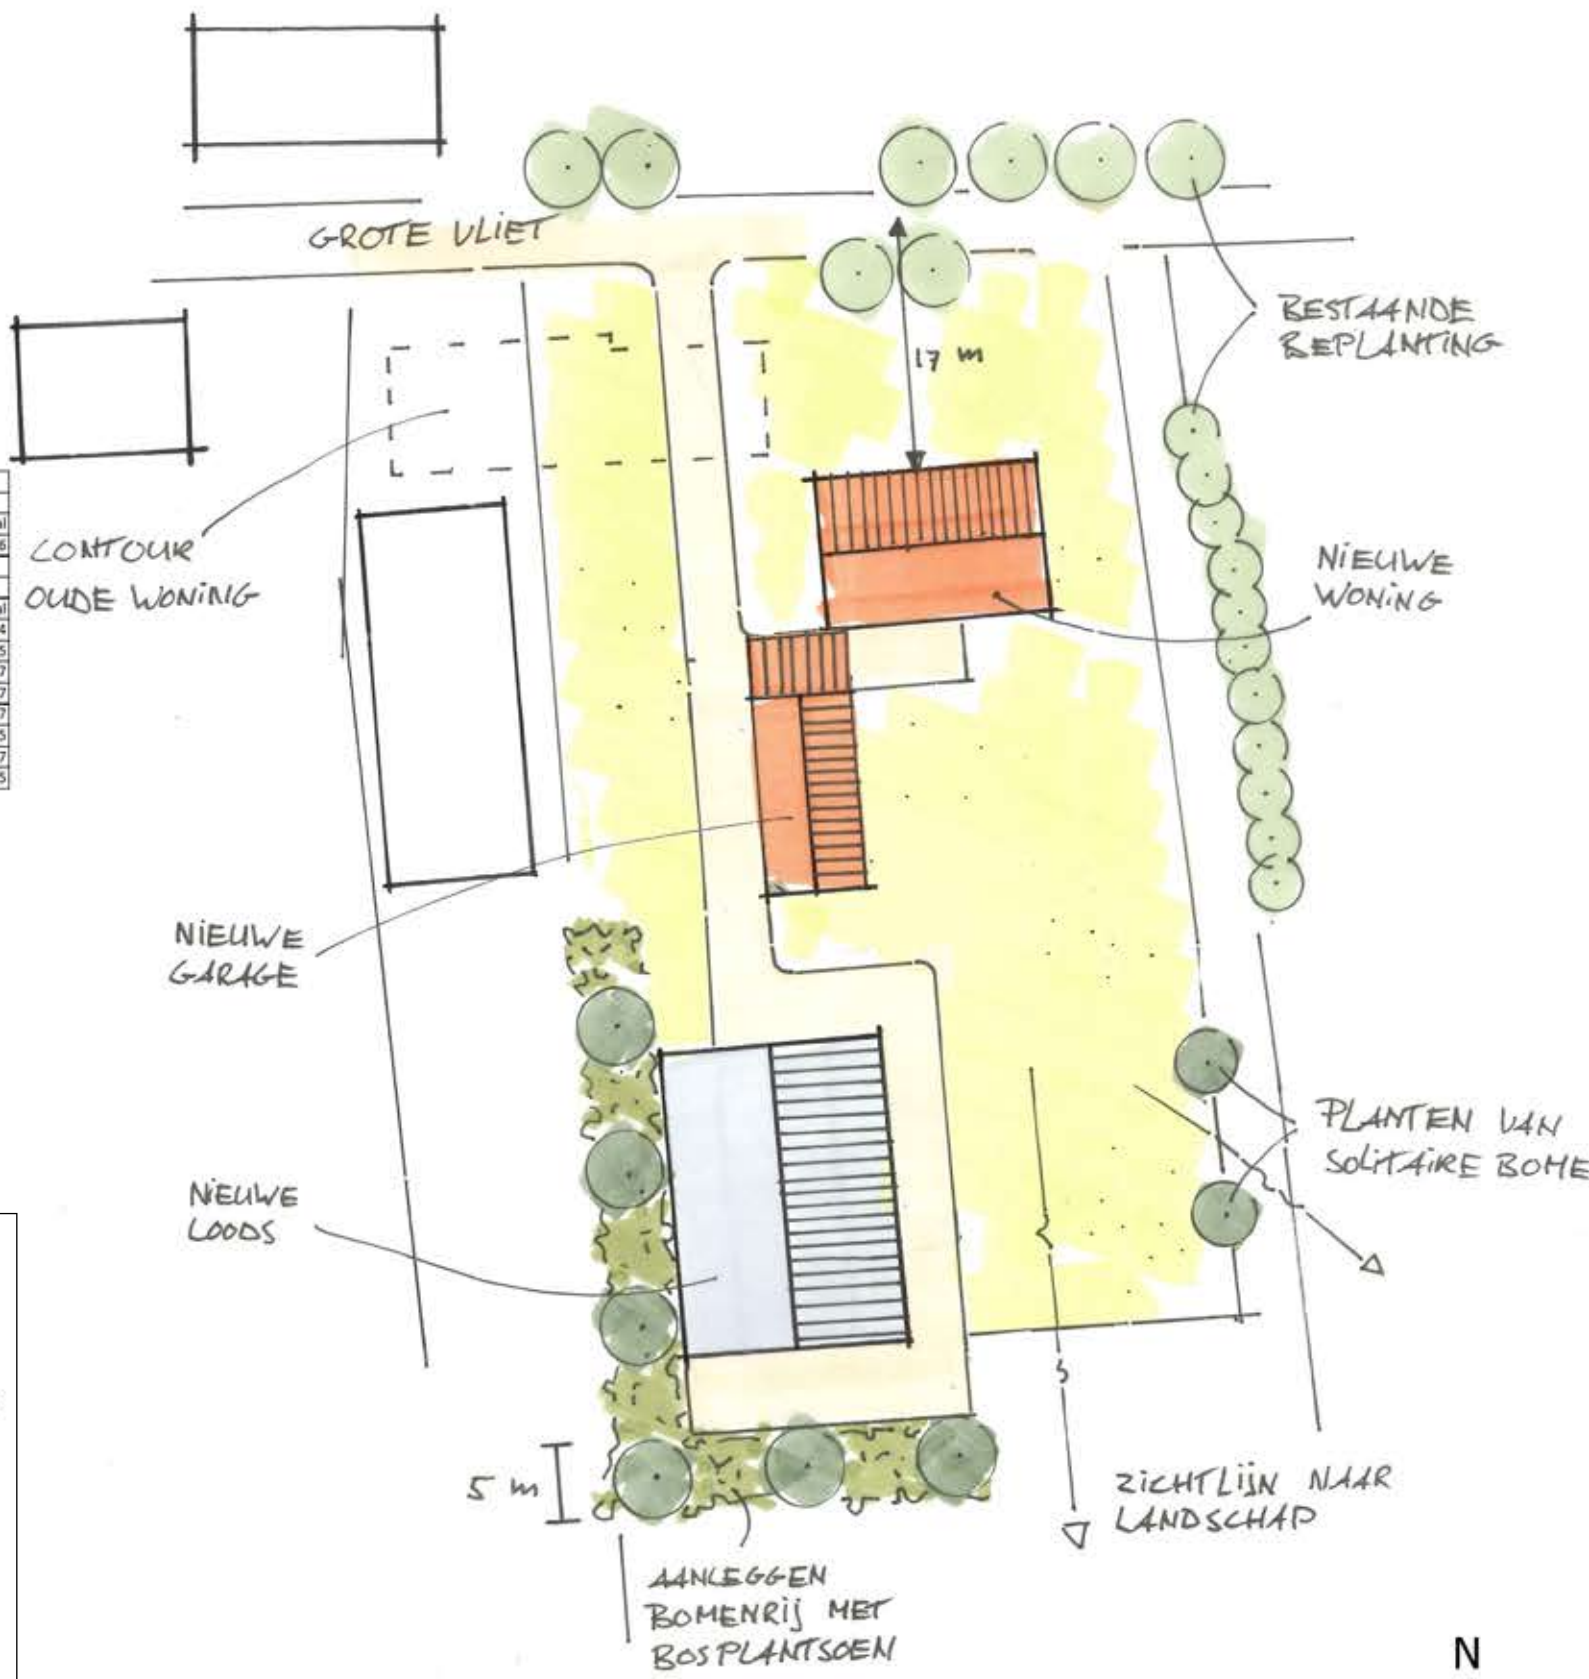 GROTE VLIET
BESTAANDE
BEPLANTING
17 m
CONTOUR
OUDE WONING
NIEUWE
WONING
NIEUWE
GARAGE
PLANTEN VAN
SOLITAIRE BOME
NIEUWE
LOODS
5 m
ZICHTLIJN NAAR
LANDSCHAP
AANLEGGEN
BOMENRIJ MET
BOSPLANTSOEN
N